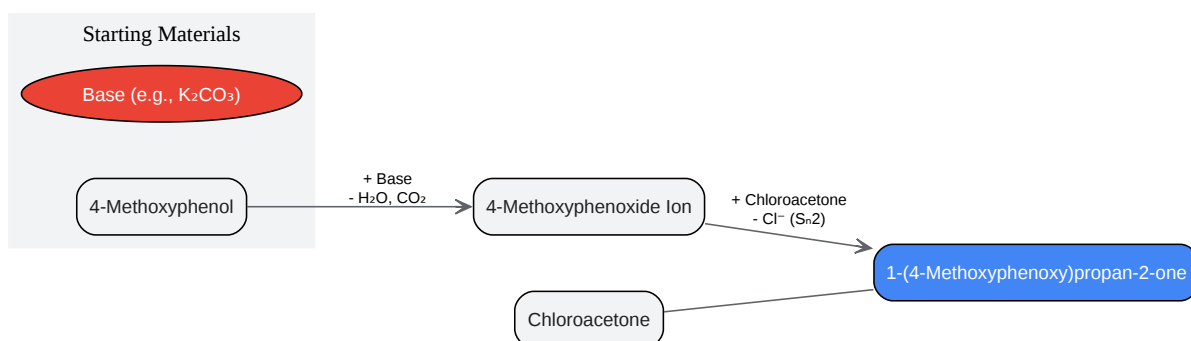 Starting Materials
Base (e.g., K₂CO₃)
4-Methoxyphenol
+ Base
- H₂O, CO₂
4-Methoxyphenoxide Ion
+ Chloroacetone
- Cl⁻ (Sₙ2)
1-(4-Methoxyphenoxy)propan-2-one
Chloroacetone